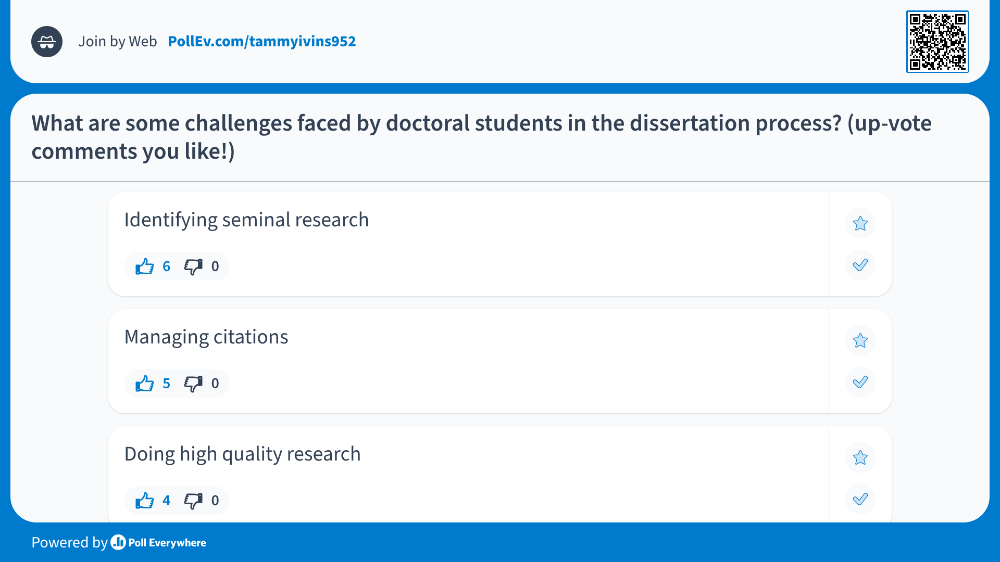 Join by Web PollEv.com/tammyivins952
What are some challenges faced by doctoral students in the dissertation process? (up-vote
comments you like!)
Identifying seminal research
6 0
Managing citations
5 0
Doing high quality research
4 0
Powered by Poll Everywhere